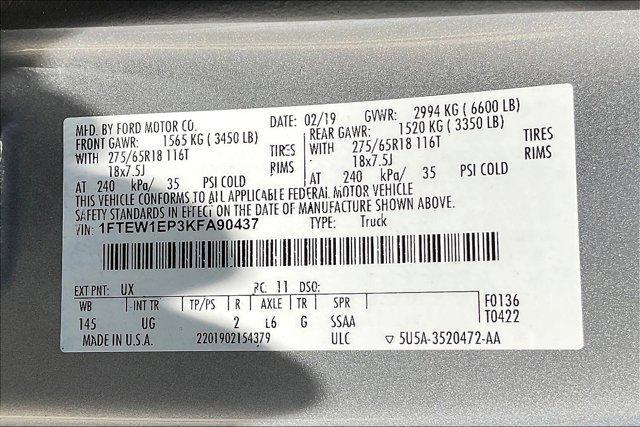 MFD. BY FORD MOTOR CO. DATE: 02/19 GVWR: 2994 KG ( 6600 LB)
FRONT GAWR: 1565 KG ( 3450 LB) REAR GAWR: 1520 KG ( 3350 LB)
WITH 275/65R18 116T TIRES WITH 275/65R18 116T TIRES
18x7.5J RIMS 18x7.5J RIMS
AT 240 kPa/ 35 PSI COLD AT 240 kPa/ 35 PSI COLD
THIS VEHICLE CONFORMS TO ALL APPLICABLE FEDERAL MOTOR VEHICLE
SAFETY STANDARDS IN EFFECT ON THE DATE OF MANUFACTURE SHOWN ABOVE.
VIN: 1FTEW1EP3KFA90437 TYPE: Truck
EXT PNT: UX RC: 11 DSO:
WB INT TR TP/PS R AXLE TR SPR F0136
145 UG 2 L6 G SSAA T0422
MADE IN U.S.A. 2201902154379 ULC ▽ 5U5A-3520472-AA